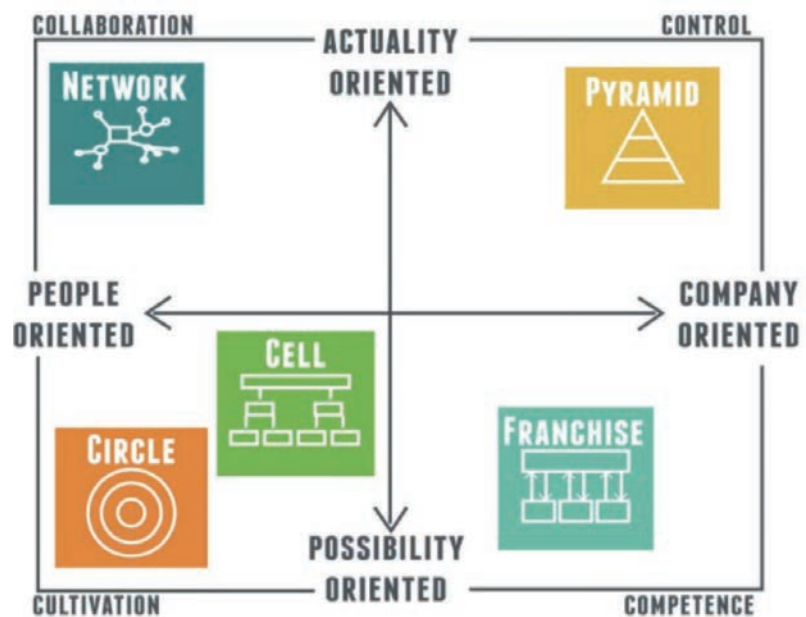 COLLABORATION
CONTROL
ACTUALITY
ORIENTED
NETWORK
PYRAMID
PEOPLE
ORIENTED
COMPANY
ORIENTED
CELL
CIRCLE
FRANCHISE
POSSIBILITY
ORIENTED
CULTIVATION
COMPETENCE